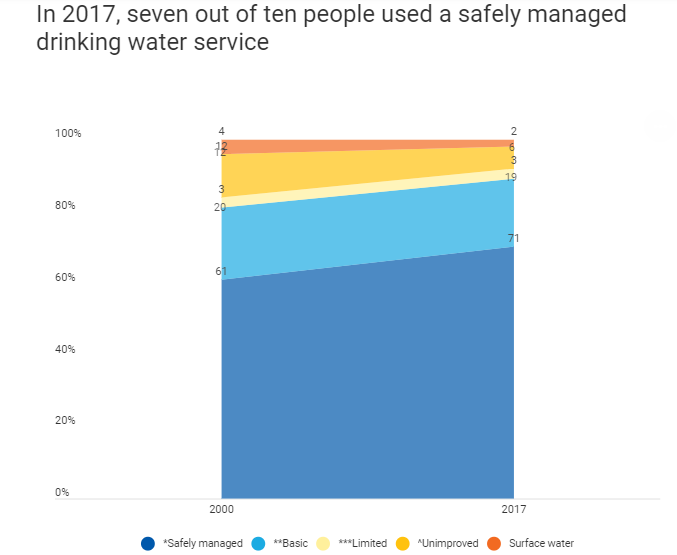 In 2017, seven out of ten people used a safely managed
drinking water service
100%
80%
60%
40%
20%
0%
4
12
12
3
20
61
2
6
3
19
71
2000
2017
*Safely managed
**Basic
***Limited
^Unimproved
Surface water